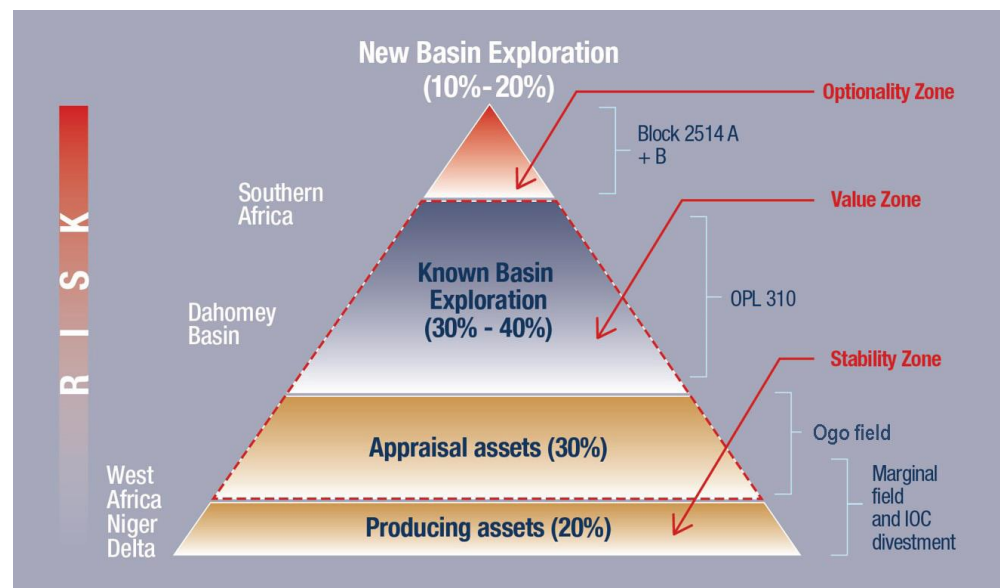 New Basin Exploration
(10%-20%)
Optionality Zone
Block 2514 A
+ B
Southern
Africa
Value Zone
Known Basin
Exploration
(30% - 40%)
OPL 310
Dahomey
Basin
Stability Zone
Appraisal assets (30%)
Ogo field
West
Africa
Niger
Delta
Producing assets (20%)
Marginal
field
and IOC
divestment
RISK